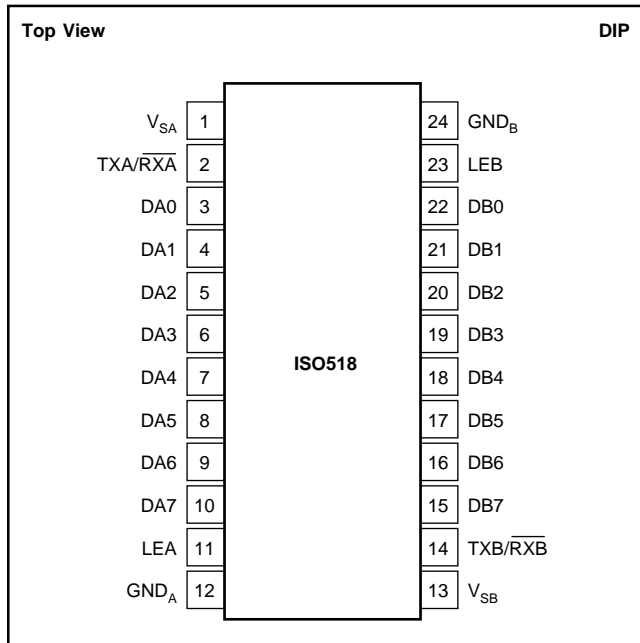 Top View DIP
V_SA 1 24 GND_B
TXA/R̅X̅A̅ 2 23 LEB
DA0 3 22 DB0
DA1 4 21 DB1
DA2 5 20 DB2
DA3 6 19 DB3
ISO518
DA4 7 18 DB4
DA5 8 17 DB5
DA6 9 16 DB6
DA7 10 15 DB7
LEA 11 14 TXB/R̅X̅B̅
GND_A 12 13 V_SB